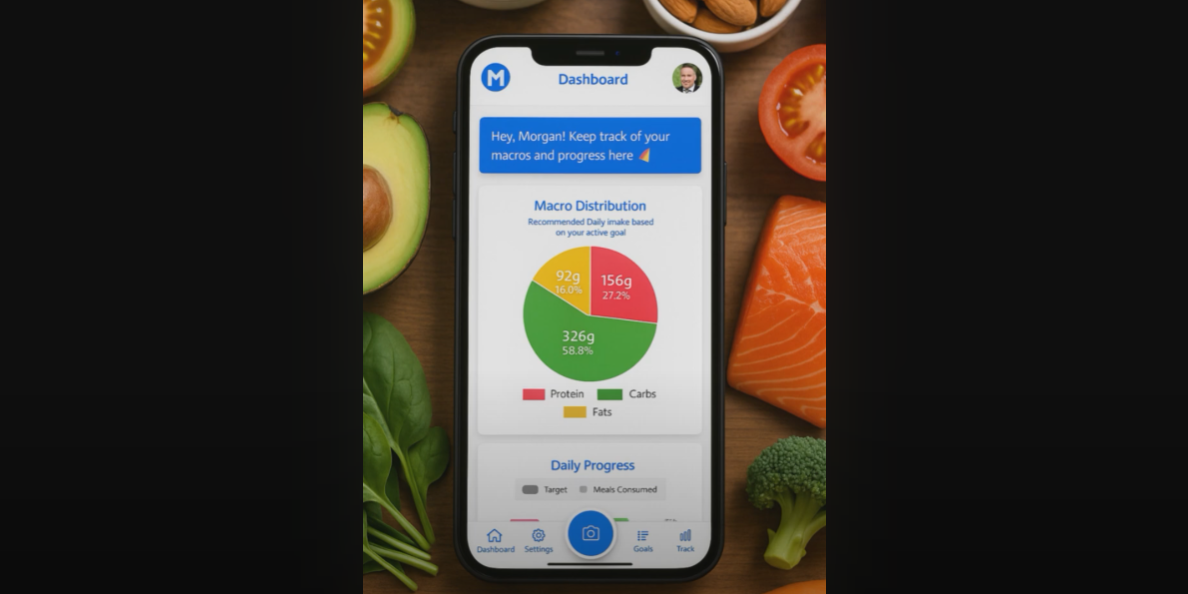 M
Dashboard
Hey, Morgan! Keep track of your
macros and progress here
Macro Distribution
Recommended Daily imake based
on your active goal
92g
16.0%
156g
27.2%
326g
58.8%
Protein
Carbs
Fats
Daily Progress
Target
Meals Consumed
Dashboard
Settings
Goals
Track